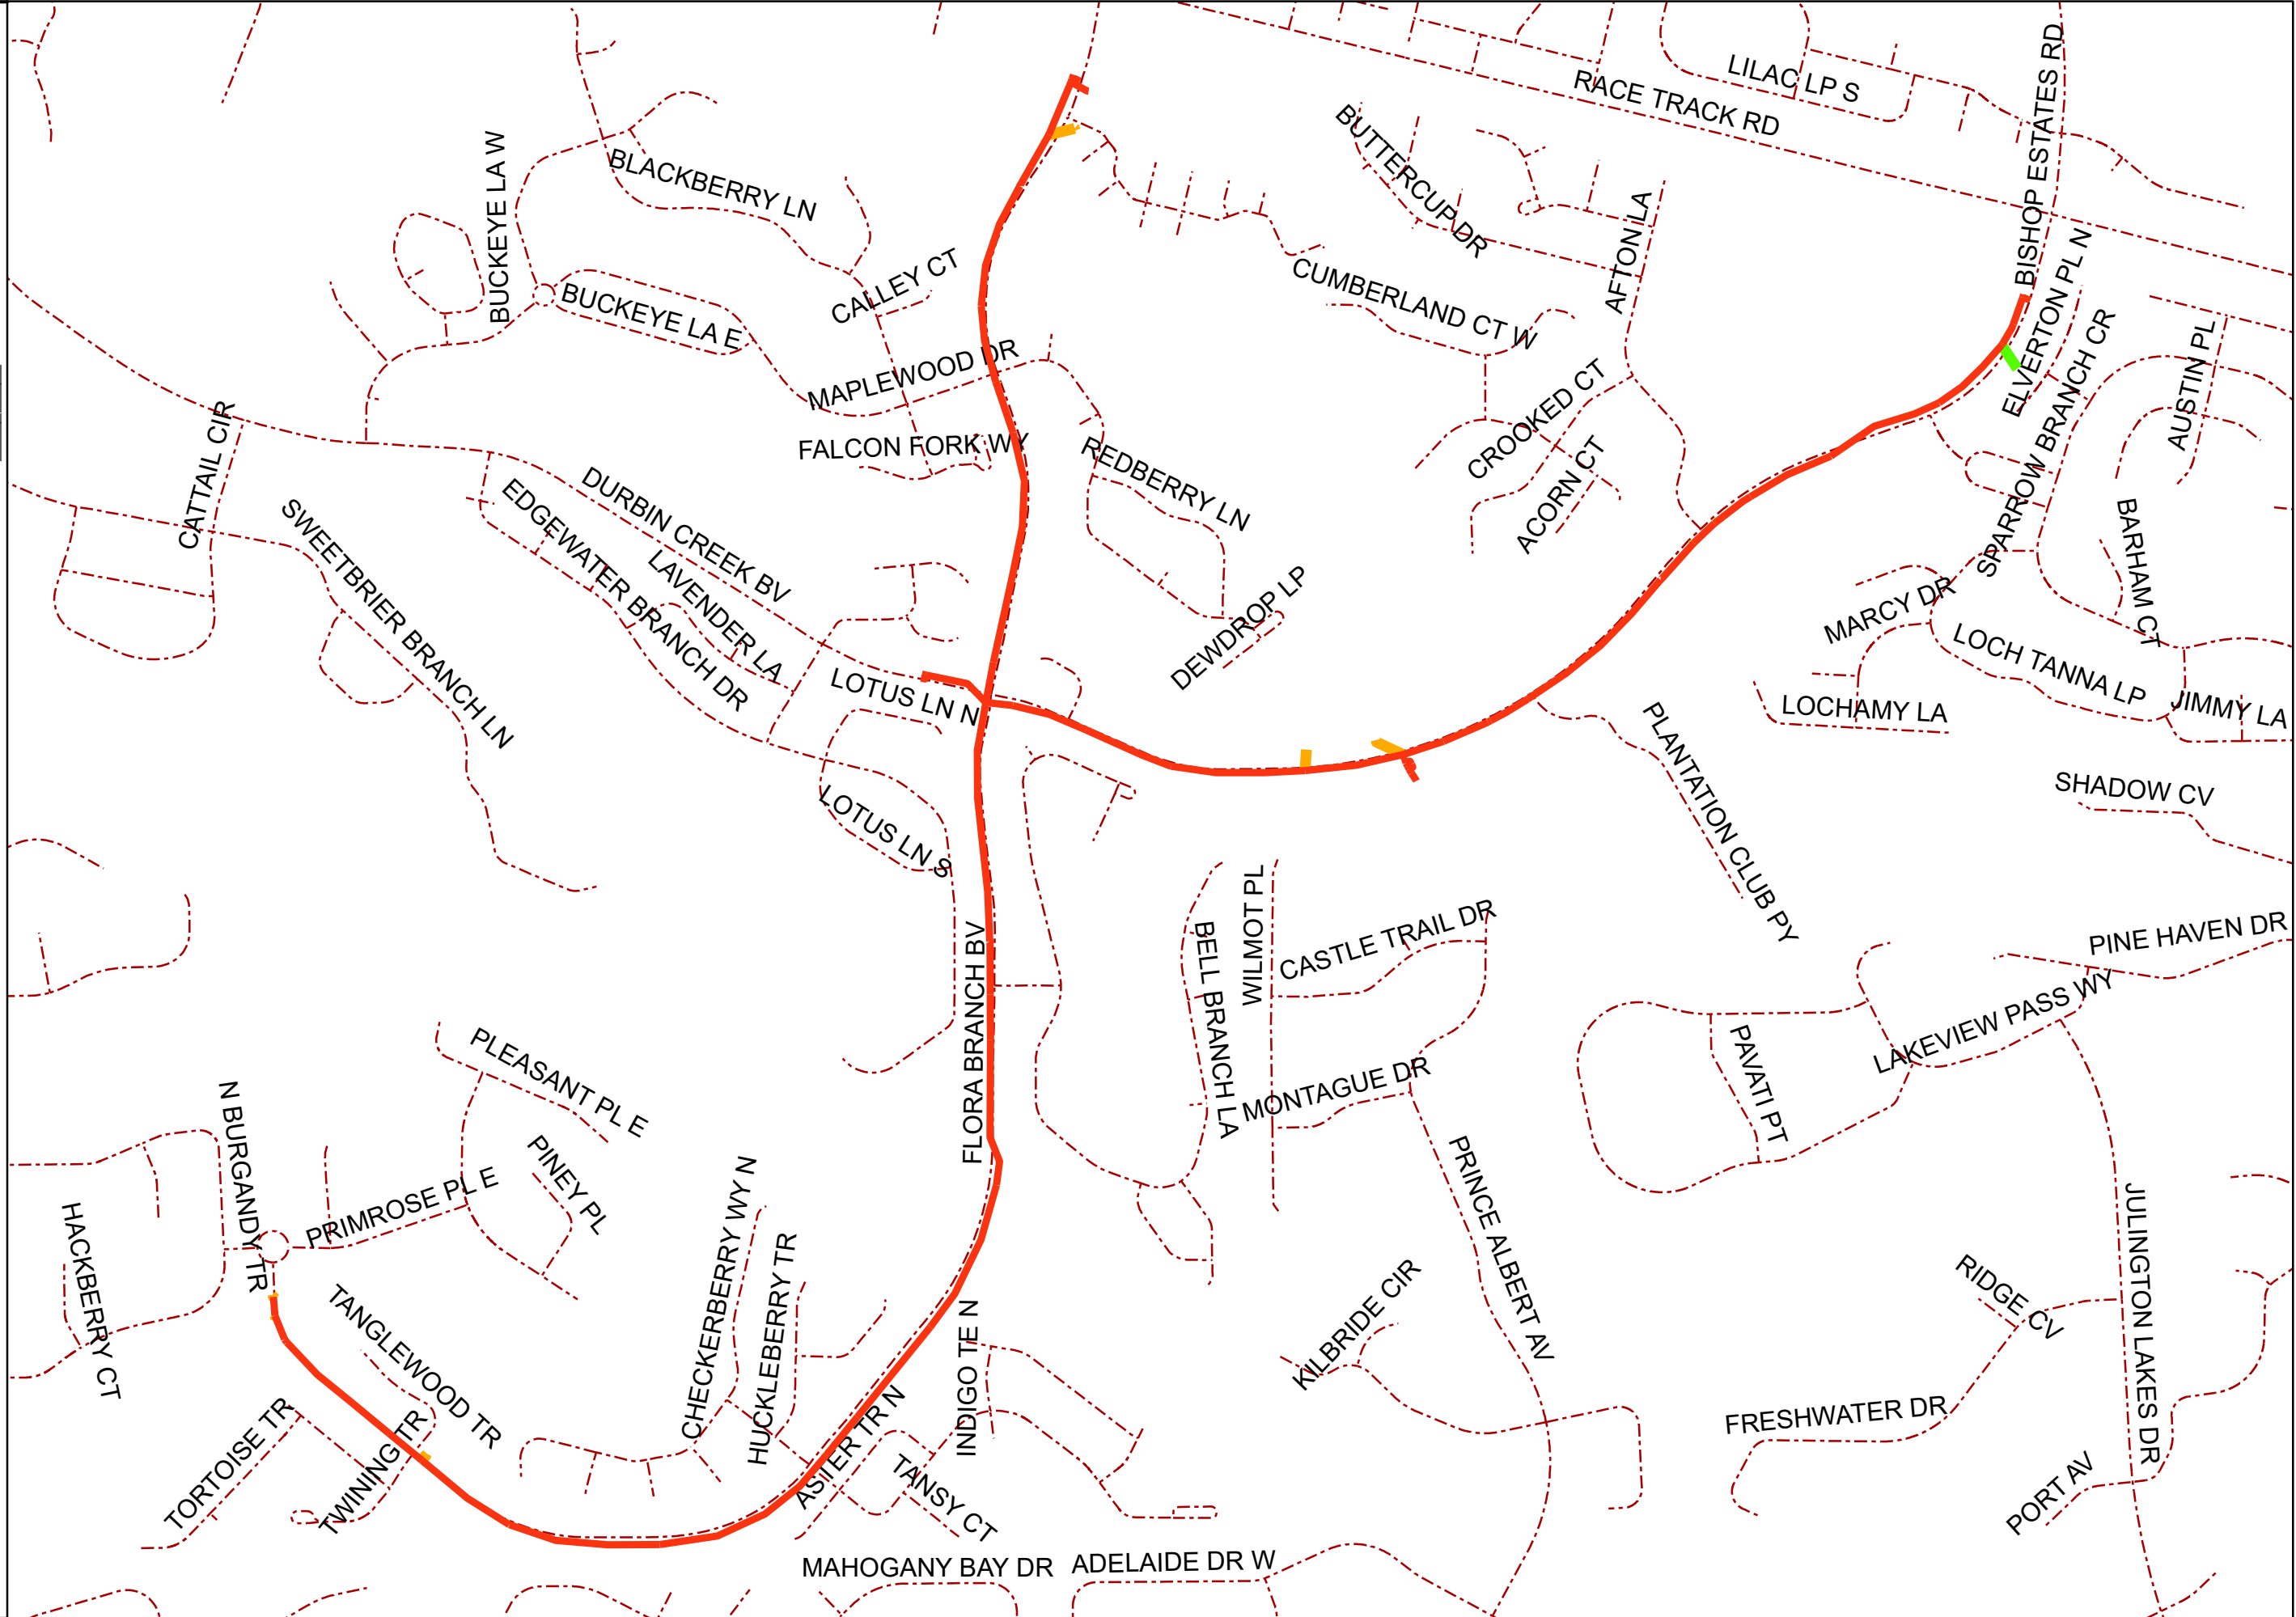 LILAC LP S
RACE TRACK RD
BISHOP ESTATES RD
BUTTERCUP DR
BUCKEYE LA W
BLACKBERRY LN
AFTON LA
CALLEY CT
CUMBERLAND CT W
ELVERTON PL N
BUCKEYE LA E
MAPLEWOOD DR
SPARROW BRANCH CR
AUSTIN PL
CROOKED CT
CATTAIL CIR
FALCON FORK WY
REDBERRY LN
ACORN CT
DURBIN CREEK BV
EDGEWATER BRANCH DR
SWEETBRIER BRANCH LN
LAVENDER LA
BARHAM CT
DEWDROP LP
MARCY DR
LOCH TANNA LP
LOTUS LN N
LOCHAMY LA
JIMMY LA
PLANTATION CLUB PY
SHADOW CV
LOTUS LN S
WILMOT PL
CASTLE TRAIL DR
PINE HAVEN DR
BELL BRANCH LA
FLORA BRANCH BV
LAKEVIEW PASS WY
PAVATI PT
PLEASANT PL E
MONTAGUE DR
N BURGANDY TR
PINEY PL
PRINCE ALBERT AV
PRIMROSE PL E
HACKBERRY CT
CHECKERBERRY WY N
HUCKLEBERRY TR
JULINGTON LAKES DR
KILBRIDE CIR
RIDGE CV
TANGLEWOOD TR
INDIGO TE N
ASTER TR N
FRESHWATER DR
TORTOISE TR
TWINING TR
TANSY CT
PORT AV
MAHOGANY BAY DR
ADELAIDE DR W